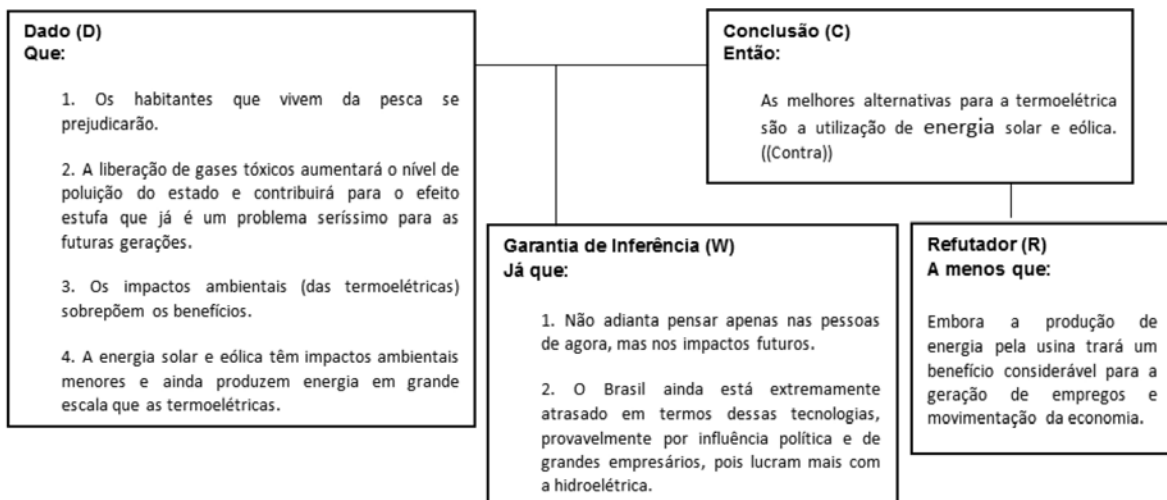 Dado (D)
Que:
1. Os habitantes que vivem da pesca se
prejudicarão.
2. A liberação de gases tóxicos aumentará o nível de
poluição do estado e contribuirá para o efeito
estufa que já é um problema seríssimo para as
futuras gerações.
3. Os impactos ambientais (das termoelétricas)
sobrepõem os benefícios.
4. A energia solar e eólica têm impactos ambientais
menores e ainda produzem energia em grande
escala que as termoelétricas.
Conclusão (C)
Então:
As melhores alternativas para a termoelétrica
são a utilização de energia solar e eólica.
((Contra))
Garantia de Inferência (W)
Já que:
1. Não adianta pensar apenas nas pessoas
de agora, mas nos impactos futuros.
2. O Brasil ainda está extremamente
atrasado em termos dessas tecnologias,
provavelmente por influência política e de
grandes empresários, pois lucram mais com
a hidroelétrica.
Refutador (R)
A menos que:
Embora a produção de
energia pela usina trará um
benefício considerável para a
geração de empregos e
movimentação da economia.